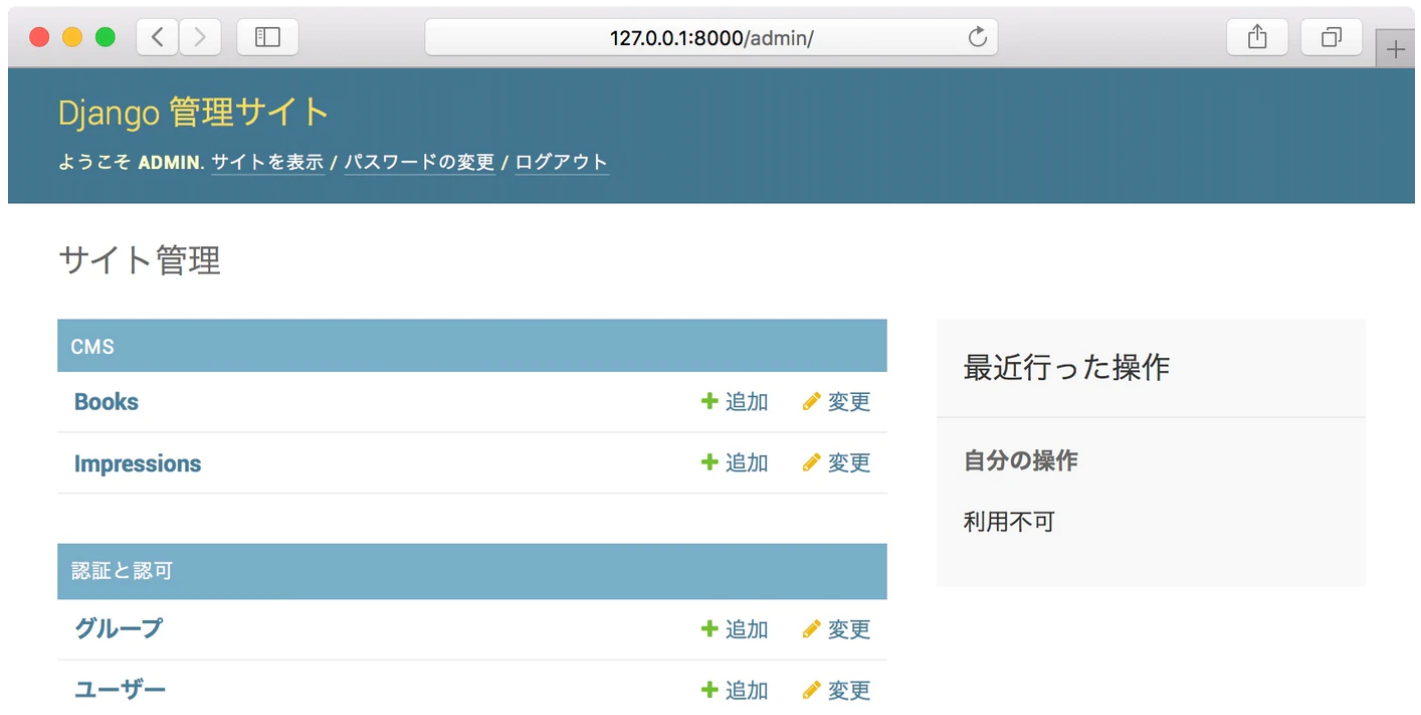 127.0.0.1:8000/admin/
Django 管理サイト
ようこそ ADMIN. サイトを表示 / パスワードの変更 / ログアウト
サイト管理
CMS
Books 追加 変更
Impressions 追加 変更
認証と認可
グループ 追加 変更
ユーザー 追加 変更
最近行った操作
自分の操作
利用不可